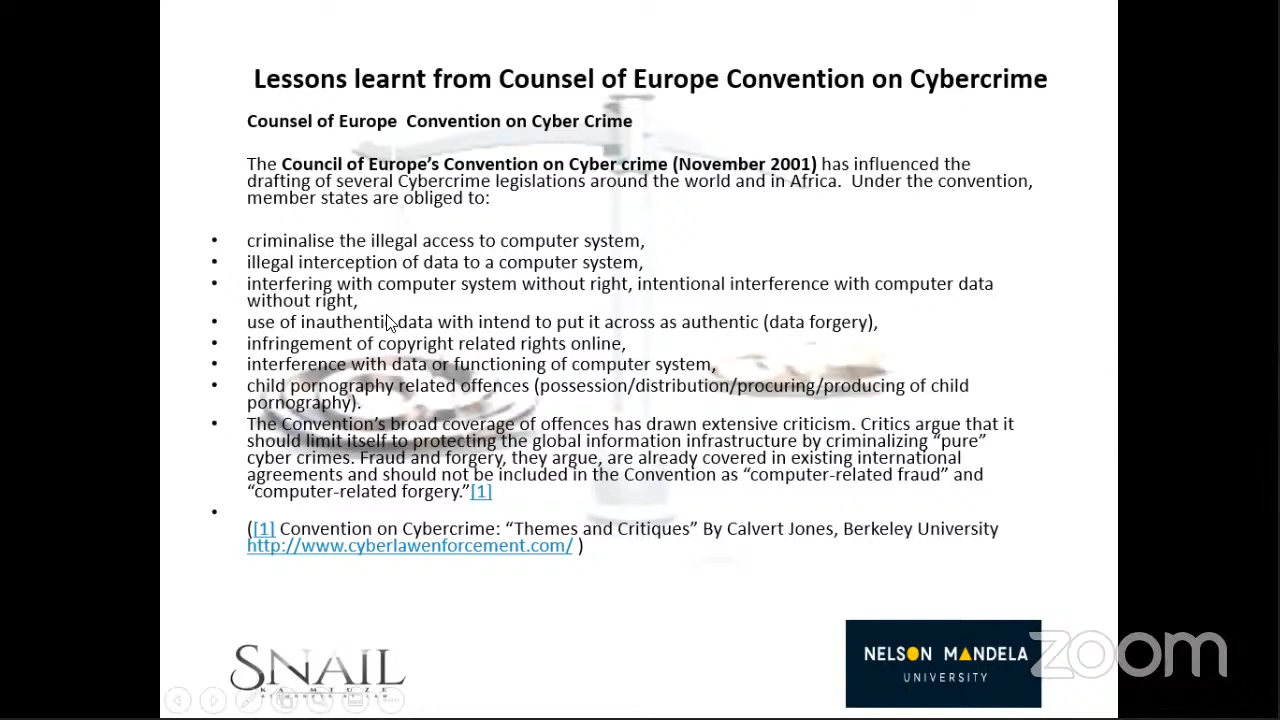 Lessons learnt from Counsel of Europe Convention on Cybercrime
Counsel of Europe Convention on Cyber Crime
The Council of Europe's Convention on Cyber crime (November 2001) has influenced the
drafting of several Cybercrime legislations around the world and in Africa. Under the convention,
member states are obliged to:
• criminalise the illegal access to computer system,
• illegal interception of data to a computer system,
• interfering with computer system without right, intentional interference with computer data
without right,
• use of inauthentic data with intend to put it across as authentic (data forgery),
• infringement of copyright related rights online,
• interference with data or functioning of computer system,
• child pornography related offences (possession/distribution/procuring/producing of child
pornography).
• The Convention's broad coverage of offences has drawn extensive criticism. Critics argue that it
should limit itself to protecting the global information infrastructure by criminalizing “pure”
cyber crimes. Fraud and forgery, they argue, are already covered in existing international
agreements and should not be included in the Convention as “computer-related fraud” and
“computer-related forgery.”[1]
•
([1] Convention on Cybercrime: “Themes and Critiques” By Calvert Jones, Berkeley University
http://www.cyberlawenforcement.com/ )
SNAIL
ATTORNEYS AT LAW
NELSON MANDELA
UNIVERSITY
zoom